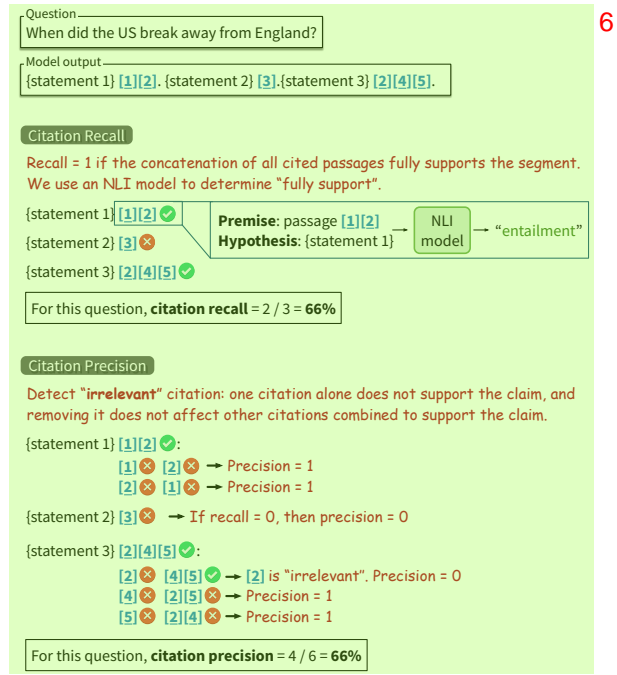 6
Question
When did the US break away from England?
Model output
{statement 1} [1][2]. {statement 2} [3].{statement 3} [2][4][5].
Citation Recall
Recall = 1 if the concatenation of all cited passages fully supports the segment.
We use an NLI model to determine “fully support”.
{statement 1} [1][2]
Premise: passage [1][2]
Hypothesis: {statement 1}
NLI
model
“entailment”
{statement 2} [3]
{statement 3} [2][4][5]
For this question, citation recall = 2 / 3 = 66%
Citation Precision
Detect “irrelevant” citation: one citation alone does not support the claim, and
removing it does not affect other citations combined to support the claim.
{statement 1} [1][2] :
[1] [2] → Precision = 1
[2] [1] → Precision = 1
{statement 2} [3] → If recall = 0, then precision = 0
{statement 3} [2][4][5] :
[2] [4][5] → [2] is “irrelevant”. Precision = 0
[4] [2][5] → Precision = 1
[5] [2][4] → Precision = 1
For this question, citation precision = 4 / 6 = 66%